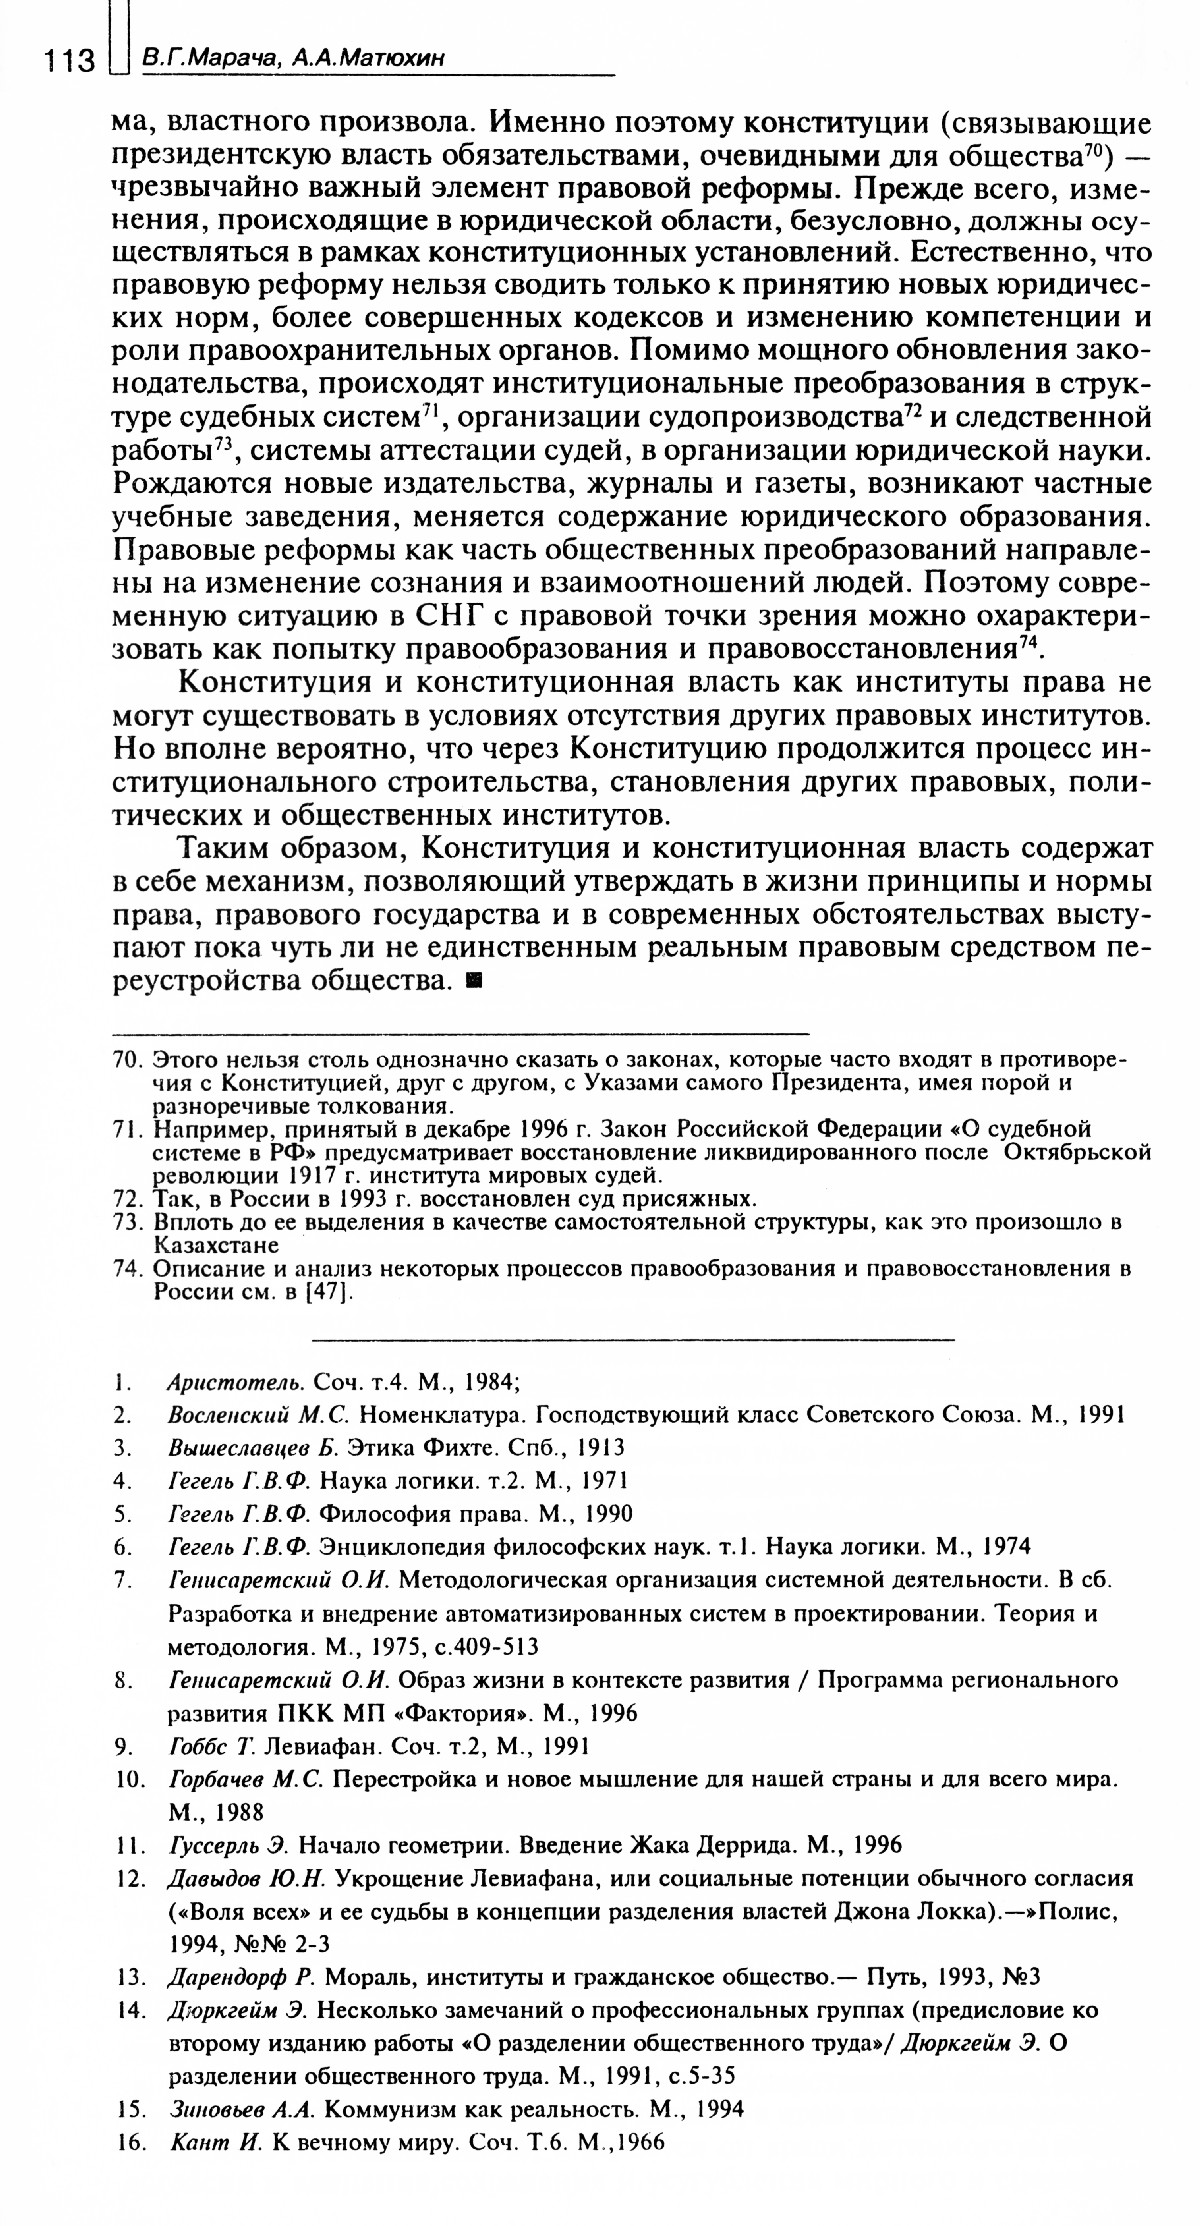 113
В.Г.Марача, А.А.Матюхин
ма, властного произвола. Именно поэтому конституции (связывающие
президентскую власть обязательствами, очевидными для общества⁷⁰) —
чрезвычайно важный элемент правовой реформы. Прежде всего, изме-
нения, происходящие в юридической области, безусловно, должны осу-
ществляться в рамках конституционных установлений. Естественно, что
правовую реформу нельзя сводить только к принятию новых юридичес-
ких норм, более совершенных кодексов и изменению компетенции и
роли правоохранительных органов. Помимо мощного обновления зако-
нодательства, происходят институциональные преобразования в струк-
туре судебных систем⁷¹, организации судопроизводства⁷² и следственной
работы⁷³, системы аттестации судей, в организации юридической науки.
Рождаются новые издательства, журналы и газеты, возникают частные
учебные заведения, меняется содержание юридического образования.
Правовые реформы как часть общественных преобразований направле-
ны на изменение сознания и взаимоотношений людей. Поэтому совре-
менную ситуацию в СНГ с правовой точки зрения можно охарактери-
зовать как попытку правообразования и правовосстановления⁷⁴.
Конституция и конституционная власть как институты права не
могут существовать в условиях отсутствия других правовых институтов.
Но вполне вероятно, что через Конституцию продолжится процесс ин-
ституционального строительства, становления других правовых, поли-
тических и общественных институтов.
Таким образом, Конституция и конституционная власть содержат
в себе механизм, позволяющий утверждать в жизни принципы и нормы
права, правового государства и в современных обстоятельствах высту-
пают пока чуть ли не единственным реальным правовым средством пе-
реустройства общества. ■
70. Этого нельзя столь однозначно сказать о законах, которые часто входят в противоре-
чия с Конституцией, друг с другом, с Указами самого Президента, имея порой и
разноречивые толкования.
71. Например, принятый в декабре 1996 г. Закон Российской Федерации «О судебной
системе в РФ» предусматривает восстановление ликвидированного после Октябрьской
революции 1917 г. института мировых судей.
72. Так, в России в 1993 г. восстановлен суд присяжных.
73. Вплоть до ее выделения в качестве самостоятельной структуры, как это произошло в
Казахстане
74. Описание и анализ некоторых процессов правообразования и правовосстановления в
России см. в [47].
1. Аристотель. Соч. т.4. М., 1984;
2. Восленский М.С. Номенклатура. Господствующий класс Советского Союза. М., 1991
3. Вышеславцев Б. Этика Фихте. Спб., 1913
4. Гегель Г.В.Ф. Наука логики. т.2. М., 1971
5. Гегель Г.В.Ф. Философия права. М., 1990
6. Гегель Г.В.Ф. Энциклопедия философских наук. т.1. Наука логики. М., 1974
7. Генисаретский О.И. Методологическая организация системной деятельности. В сб.
Разработка и внедрение автоматизированных систем в проектировании. Теория и
методология. М., 1975, с.409-513
8. Генисаретский О.И. Образ жизни в контексте развития / Программа регионального
развития ПКК МП «Фактория». М., 1996
9. Гоббс Т. Левиафан. Соч. т.2, М., 1991
10. Горбачев М.С. Перестройка и новое мышление для нашей страны и для всего мира.
М., 1988
11. Гуссерль Э. Начало геометрии. Введение Жака Деррида. М., 1996
12. Давыдов Ю.Н. Укрощение Левиафана, или социальные потенции обычного согласия
(«Воля всех» и ее судьбы в концепции разделения властей Джона Локка).—»Полис,
1994, №№ 2-3
13. Дарендорф Р. Мораль, институты и гражданское общество.— Путь, 1993, №3
14. Дюркгейм Э. Несколько замечаний о профессиональных группах (предисловие ко
второму изданию работы «О разделении общественного труда»/ Дюркгейм Э. О
разделении общественного труда. М., 1991, с.5-35
15. Зиновьев А.А. Коммунизм как реальность. М., 1994
16. Кант И. К вечному миру. Соч. Т.6. М.,1966